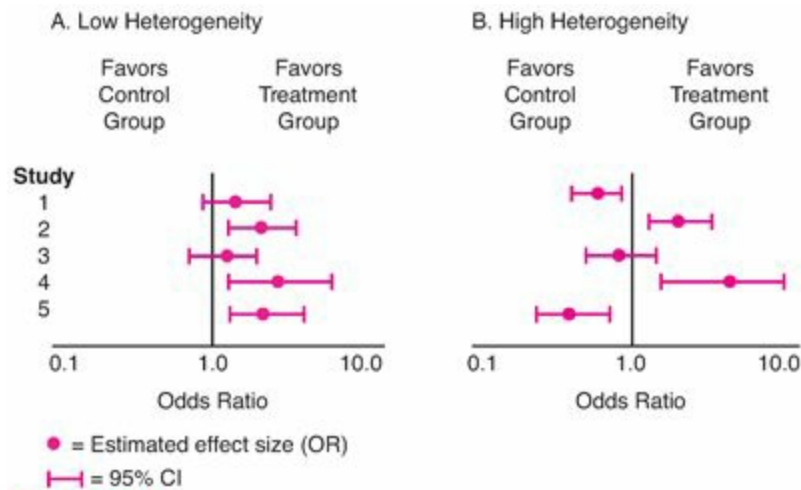 A. Low Heterogeneity
Favors
Control
Group
Favors
Treatment
Group
Study
1
2
3
4
5
0.1 1.0 10.0
Odds Ratio
B. High Heterogeneity
Favors
Control
Group
Favors
Treatment
Group
0.1 1.0 10.0
Odds Ratio
= Estimated effect size (OR)
= 95% CI